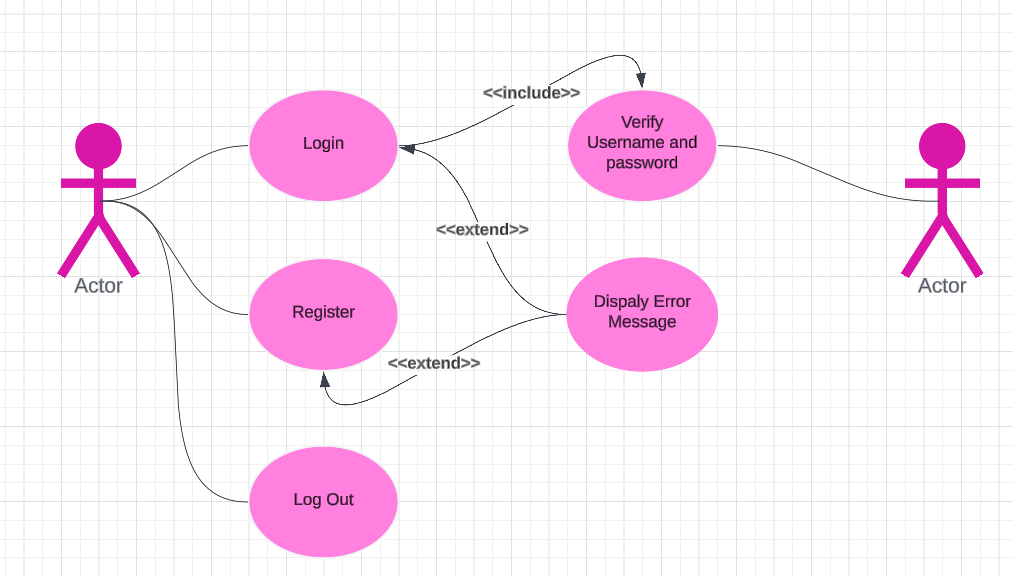 <<include>>
Login
Verify
Username and
password
<<extend>>
Actor
Actor
Register
Dispaly Error
Message
<<extend>>
Log Out